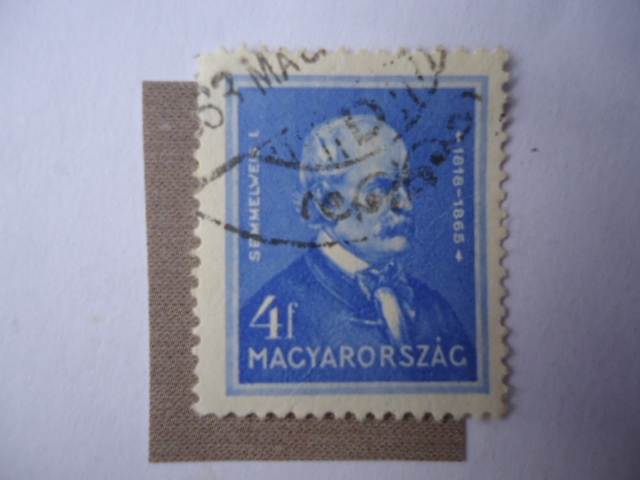 SEMMELWEIS I.
1818-1865
4f
MAGYARORSZÁG